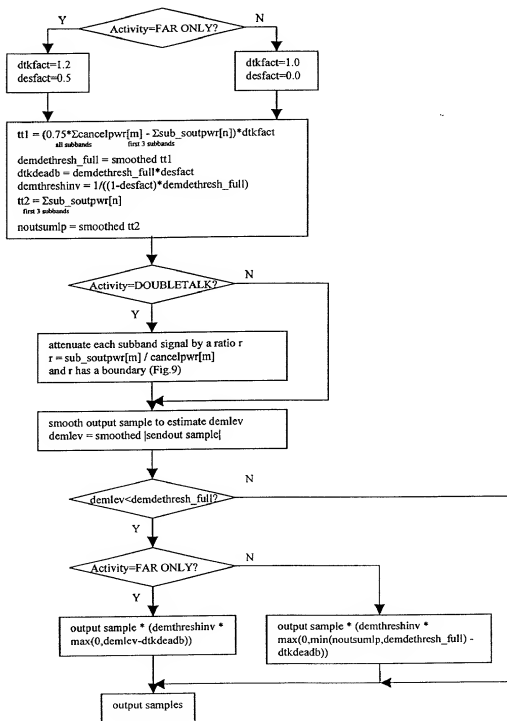 Y
Activity=FAR ONLY?
N
dtkfact=1.2
desfact=0.5
dtkfact=1.0
desfact=0.0
tt1 = (0.75*Σcancelpwr[m] - Σsub_soutpwr[n])*dtkfact
all subbands first 3 subbands
demdethresh_full = smoothed tt1
dtkdeadb = demdethresh_full*desfact
demthreshinv = 1/((1-desfact)*demdethresh_full)
tt2 = Σsub_soutpwr[n]
first 3 subbands
noutsumlp = smoothed tt2
Activity=DOUBLETALK?
N
Y
attenuate each subband signal by a ratio r
r = sub_soutpwr[m] / cancelpwr[m]
and r has a boundary (Fig.9)
smooth output sample to estimate demlev
demlev = smoothed |sendout sample|
demlev<demdethresh_full?
N
Y
Activity=FAR ONLY?
N
Y
output sample * (demthreshinv *
max(0,demlev-dtkdeadb))
output sample * (demthreshinv *
max(0,min(noutsumlp,demdethresh_full) -
dtkdeadb))
output samples